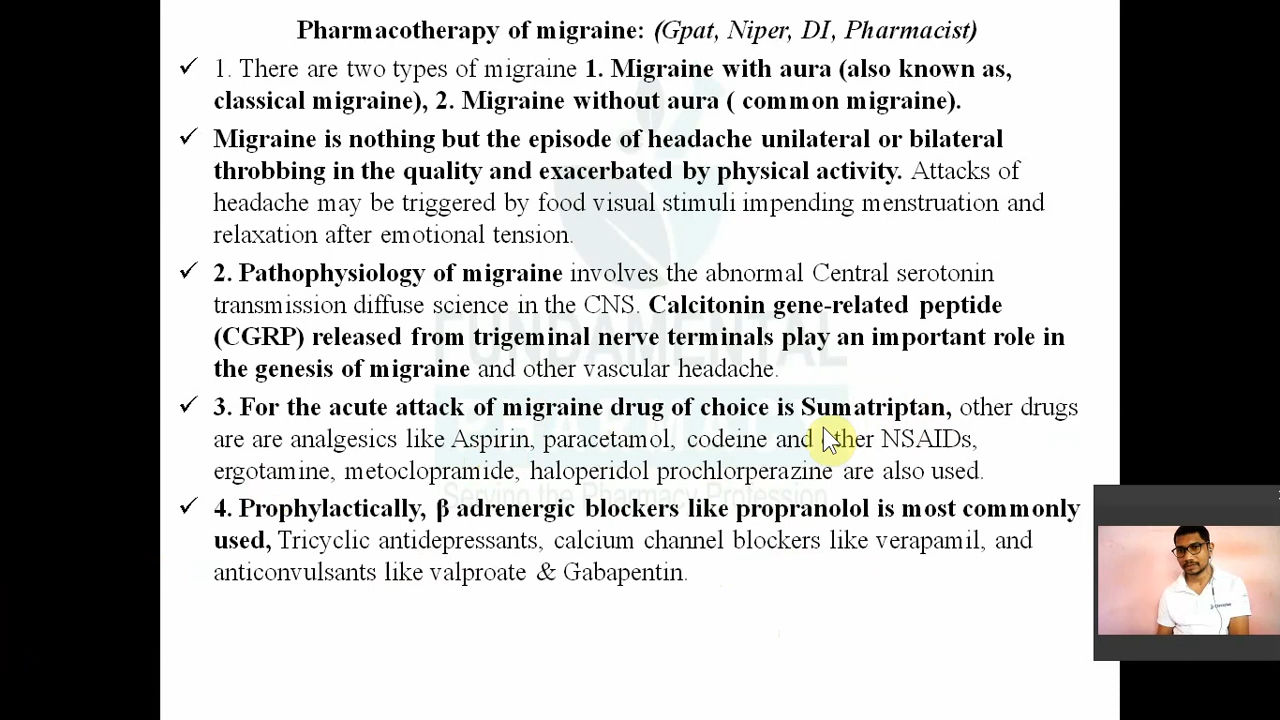 Pharmacotherapy of migraine: (Gpat, Niper, DI, Pharmacist)
✓ 1. There are two types of migraine 1. Migraine with aura (also known as,
classical migraine), 2. Migraine without aura ( common migraine).
✓ Migraine is nothing but the episode of headache unilateral or bilateral
throbbing in the quality and exacerbated by physical activity. Attacks of
headache may be triggered by food visual stimuli impending menstruation and
relaxation after emotional tension.
✓ 2. Pathophysiology of migraine involves the abnormal Central serotonin
transmission diffuse science in the CNS. Calcitonin gene-related peptide
(CGRP) released from trigeminal nerve terminals play an important role in
the genesis of migraine and other vascular headache.
✓ 3. For the acute attack of migraine drug of choice is Sumatriptan, other drugs
are are analgesics like Aspirin, paracetamol, codeine and other NSAIDs,
ergotamine, metoclopramide, haloperidol prochlorperazine are also used.
✓ 4. Prophylactically, β adrenergic blockers like propranolol is most commonly
used, Tricyclic antidepressants, calcium channel blockers like verapamil, and
anticonvulsants like valproate & Gabapentin.
FUNDAMENTAL
PHARMA
Serving the Pharmacy Profession